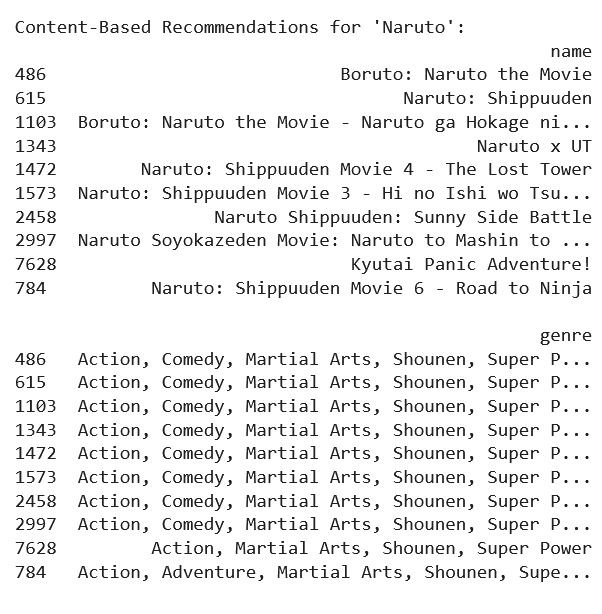 Content-Based Recommendations for 'Naruto':
name
486 Boruto: Naruto the Movie
615 Naruto: Shippuuden
1103 Boruto: Naruto the Movie - Naruto ga Hokage ni...
1343 Naruto x UT
1472 Naruto: Shippuuden Movie 4 - The Lost Tower
1573 Naruto: Shippuuden Movie 3 - Hi no Ishi wo Tsu...
2458 Naruto Shippuuden: Sunny Side Battle
2997 Naruto Soyokazeden Movie: Naruto to Mashin to ...
7628 Kyutai Panic Adventure!
784 Naruto: Shippuuden Movie 6 - Road to Ninja
genre
486 Action, Comedy, Martial Arts, Shounen, Super P...
615 Action, Comedy, Martial Arts, Shounen, Super P...
1103 Action, Comedy, Martial Arts, Shounen, Super P...
1343 Action, Comedy, Martial Arts, Shounen, Super P...
1472 Action, Comedy, Martial Arts, Shounen, Super P...
1573 Action, Comedy, Martial Arts, Shounen, Super P...
2458 Action, Comedy, Martial Arts, Shounen, Super P...
2997 Action, Comedy, Martial Arts, Shounen, Super P...
7628 Action, Martial Arts, Shounen, Super Power
784 Action, Adventure, Martial Arts, Shounen, Supe...